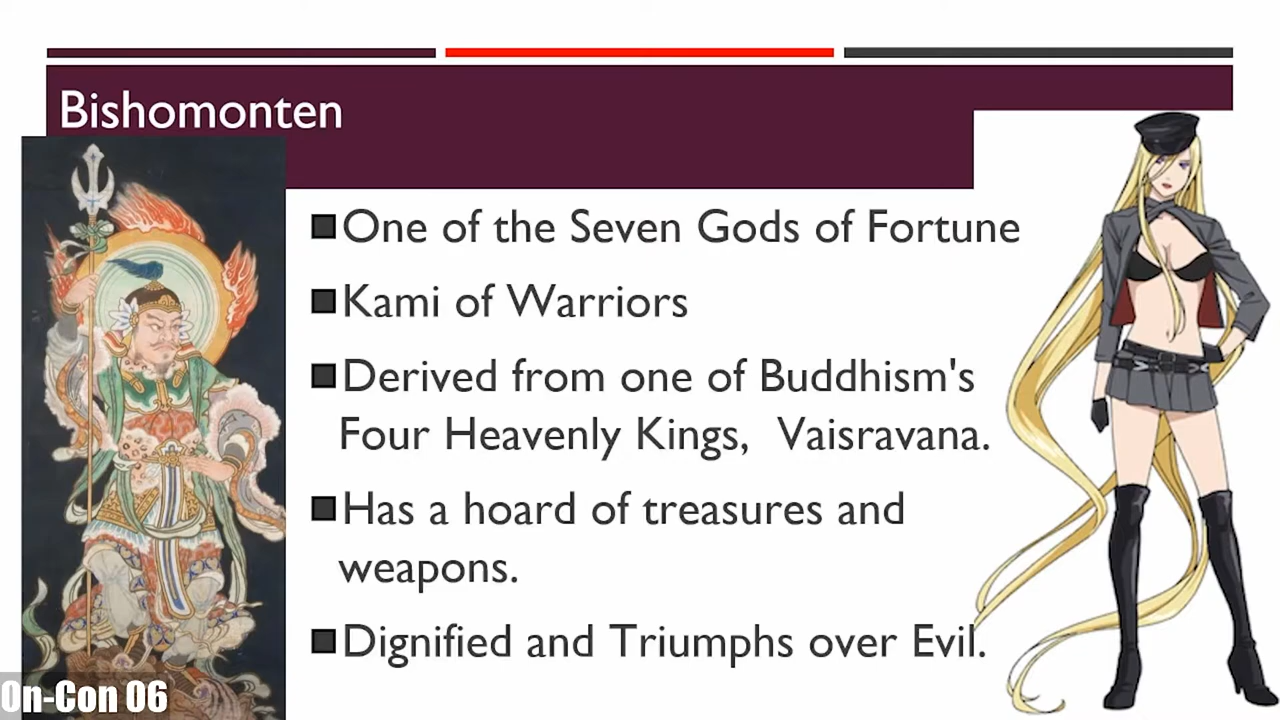 Bishomonten
■One of the Seven Gods of Fortune
■Kami of Warriors
■Derived from one of Buddhism's
Four Heavenly Kings,  Vaisravana.
■Has a hoard of treasures and
weapons.
■Dignified and Triumphs over Evil.
On-Con 06